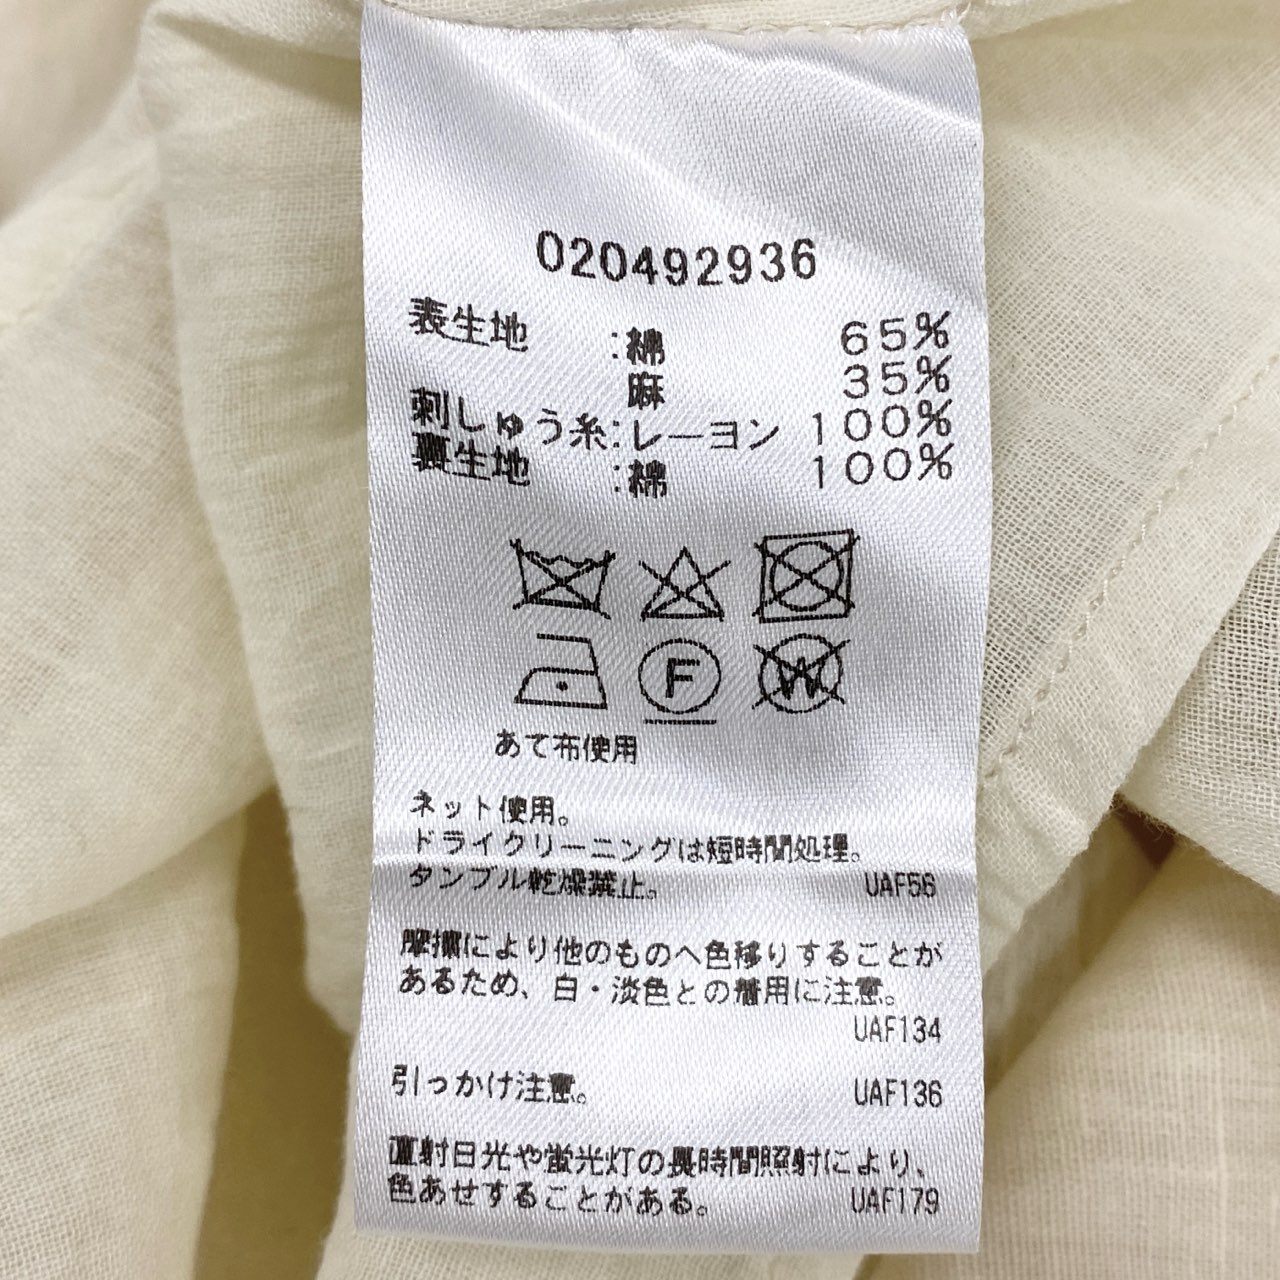 020492936
表生地 :綿 65%
麻 35%
刺しゅう糸:レーヨン 100%
裏生地 :綿 100%
F W
あて布使用
ネット使用。
ドライクリーニングは短時間処理。
タンブル乾燥禁止。 UAF56
摩擦により他のものへ色移りすることが
あるため、白・淡色との着用に注意。
UAF134
引っかけ注意。 UAF136
直射日光や蛍光灯の長時間照射により、
色あせすることがある。 UAF179